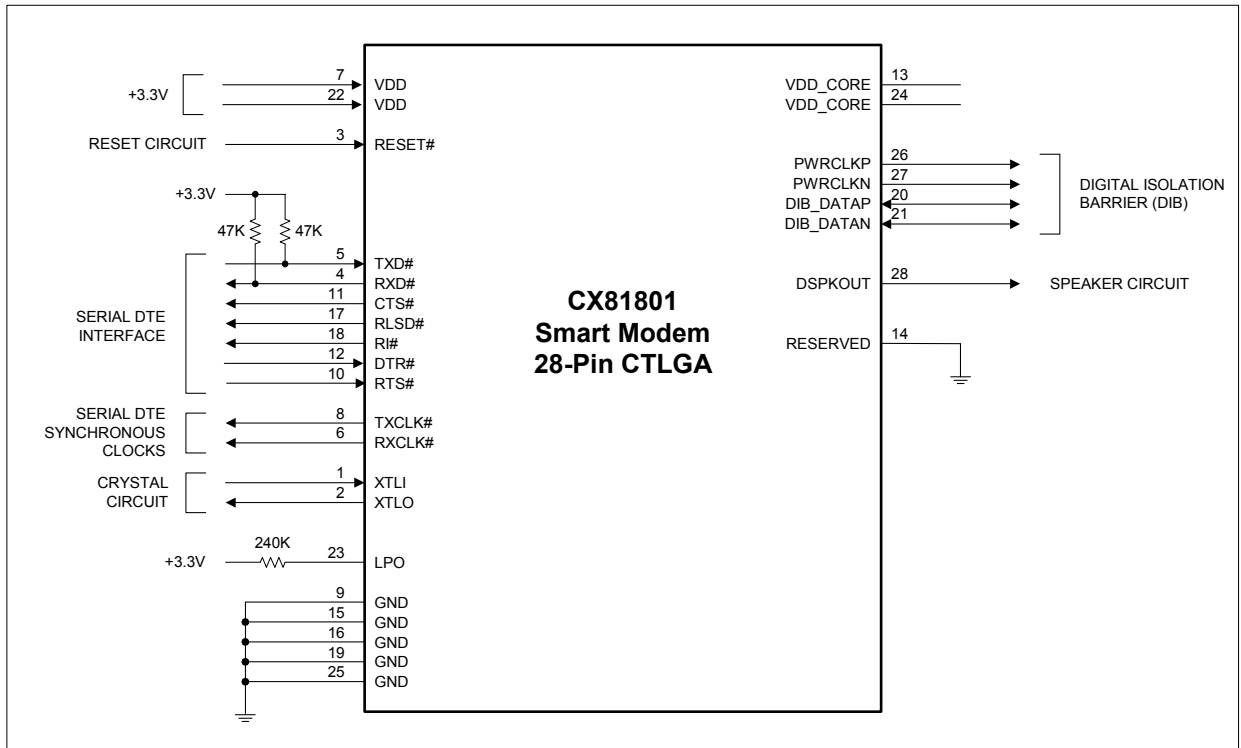 7 VDD
+3.3V
22 VDD
RESET CIRCUIT 3 RESET#
+3.3V
47K 47K
5 TXD#
4 RXD#
11 CTS#
SERIAL DTE
INTERFACE
17 RLSD#
18 RI#
12 DTR#
10 RTS#
SERIAL DTE
SYNCHRONOUS
CLOCKS
8 TXCLK#
6 RXCLK#
CRYSTAL
CIRCUIT
1 XTLI
2 XTLO
+3.3V 240K 23 LPO
9 GND
15 GND
16 GND
19 GND
25 GND
CX81801
Smart Modem
28-Pin CTLGA
VDD_CORE 13
VDD_CORE 24
PWRCLKP 26
PWRCLKN 27
DIB_DATAP 20
DIB_DATAN 21
DIGITAL ISOLATION
BARRIER (DIB)
DSPKOUT 28 SPEAKER CIRCUIT
RESERVED 14